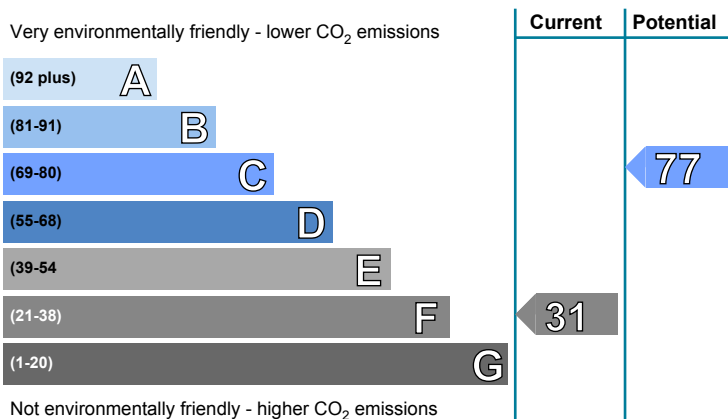 Current Potential
Very environmentally friendly - lower CO2 emissions
(92 plus) A
(81-91) B
(69-80) C
77
(55-68) D
(39-54 E
(21-38) F
31
(1-20) G
Not environmentally friendly - higher CO2 emissions